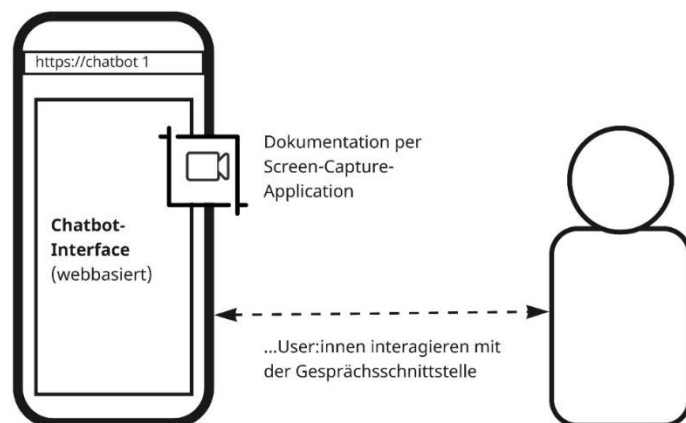 https://chatbot 1
Dokumentation per
Screen-Capture-
Application
Chatbot-
Interface
(webbasiert)
...User:innen interagieren mit
der Gesprächsschnittstelle